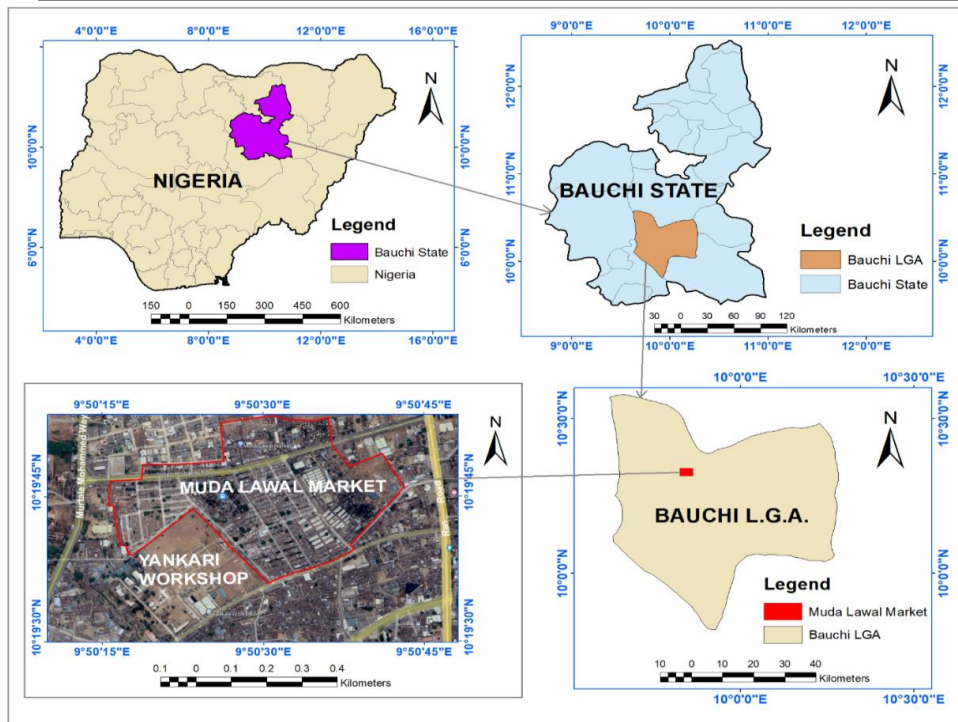 4°0'0"E 8°0'0"E 12°0'0"E 16°0'0"E
10°0'0"N
6°0'0"N
N
NIGERIA
Legend
Bauchi State
Nigeria
150 0 150 300 450 600
Kilometers
10°0'0"N
6°0'0"N
4°0'0"E 8°0'0"E 12°0'0"E 16°0'0"E
9°0'0"E 10°0'0"E 11°0'0"E 12°0'0"E
12°0'0"N
11°0'0"N
10°0'0"N
N
BAUCHI STATE
Legend
Bauchi LGA
Bauchi State
30 0 30 60 90 120
Kilometers
12°0'0"N
11°0'0"N
10°0'0"N
9°0'0"E 10°0'0"E 11°0'0"E 12°0'0"E
9°50'15"E 9°50'30"E 9°50'45"E
10°19'45"N
10°19'30"N
N
Murtala Mohammed Way
MUDA LAWAL MARKET
Ran Road
YANKARI
WORKSHOP
10°19'45"N
10°19'30"N
9°50'15"E 9°50'30"E 9°50'45"E
0.1 0 0.1 0.2 0.3 0.4
Kilometers
10°0'0"E 10°30'0"E
10°30'0"N
10°0'0"N
N
BAUCHI L.G.A.
Legend
Muda Lawal Market
Bauchi LGA
10 0 10 20 30 40
Kilometers
10°30'0"N
10°0'0"N
10°0'0"E 10°30'0"E